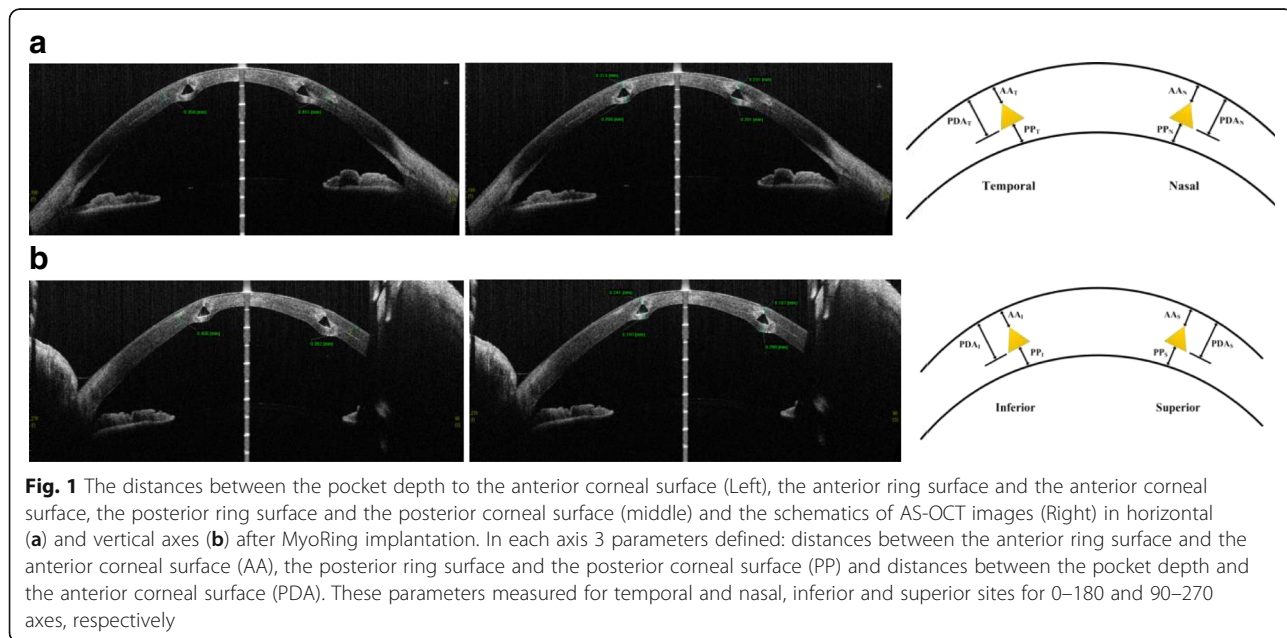 a
AA_T
AA_N
PDA_T
PDA_N
PP_T
PP_N
Temporal
Nasal
b
AA_I
AA_S
PDA_I
PDA_S
PP_I
PP_S
Inferior
Superior
Fig. 1 The distances between the pocket depth to the anterior corneal surface (Left), the anterior ring surface and the anterior corneal
surface, the posterior ring surface and the posterior corneal surface (middle) and the schematics of AS-OCT images (Right) in horizontal
(a) and vertical axes (b) after MyoRing implantation. In each axis 3 parameters defined: distances between the anterior ring surface and the
anterior corneal surface (AA), the posterior ring surface and the posterior corneal surface (PP) and distances between the pocket depth and
the anterior corneal surface (PDA). These parameters measured for temporal and nasal, inferior and superior sites for 0–180 and 90–270
axes, respectively